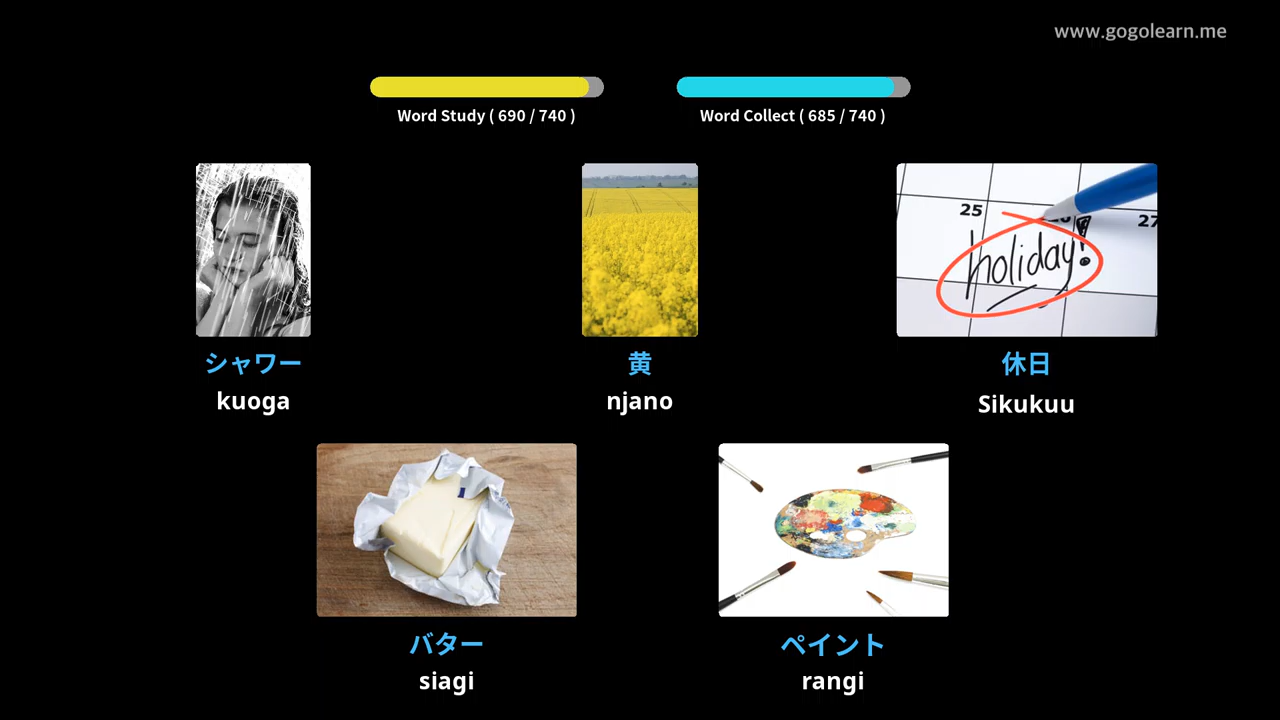 www.gogolearn.me
Word Study ( 690 / 740 )
Word Collect ( 685 / 740 )
25
27
holiday!
シャワー
kuoga
黄
njano
休日
Sikukuu
バター
siagi
ペイント
rangi